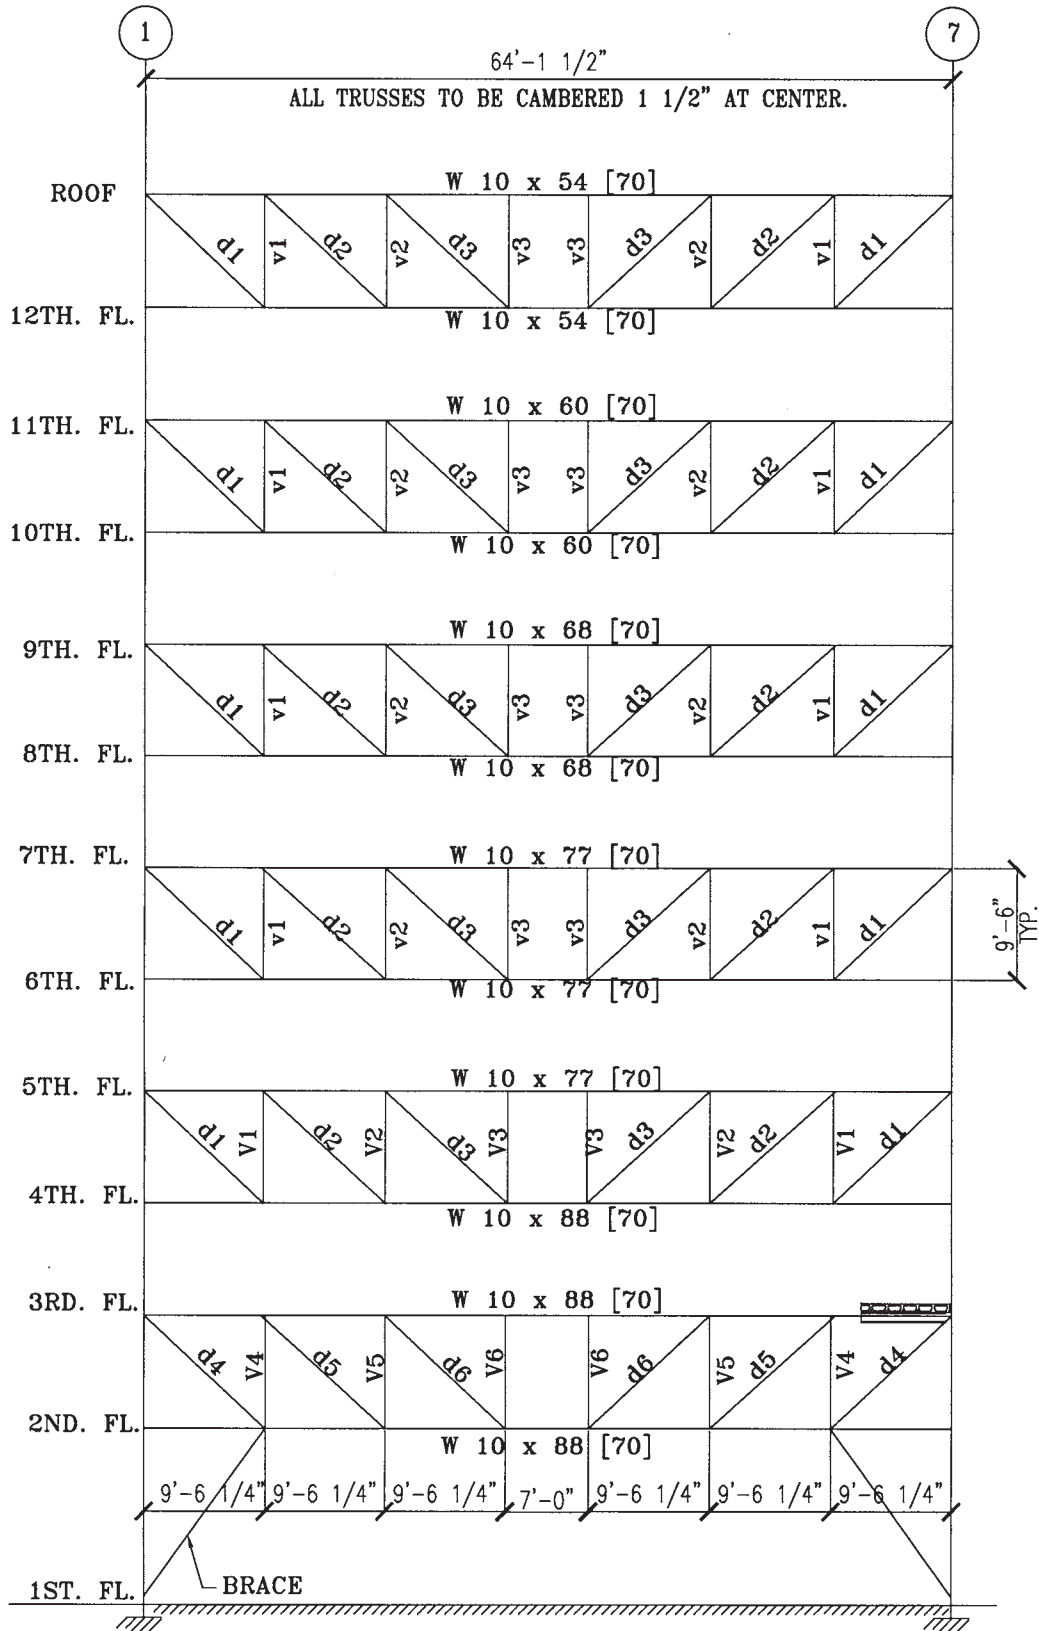 1 7
64'-1 1/2"
ALL TRUSSES TO BE CAMBERED 1 1/2" AT CENTER.
ROOF
W 10 x 54 [70]
d1 v1 d2 v2 d3 v3 v3 d3 v2 d2 v1 d1
12TH. FL.
W 10 x 54 [70]
11TH. FL.
W 10 x 60 [70]
d1 v1 d2 v2 d3 v3 v3 d3 v2 d2 v1 d1
10TH. FL.
W 10 x 60 [70]
9TH. FL.
W 10 x 68 [70]
d1 v1 d2 v2 d3 v3 v3 d3 v2 d2 v1 d1
8TH. FL.
W 10 x 68 [70]
7TH. FL.
W 10 x 77 [70]
d1 v1 d2 v2 d3 v3 v3 d3 v2 d2 v1 d1
9'-6"
TYP.
6TH. FL.
W 10 x 77 [70]
5TH. FL.
W 10 x 77 [70]
d1 V1 d2 V2 d3 V3 V3 d3 V2 d2 V1 d1
4TH. FL.
W 10 x 88 [70]
3RD. FL.
W 10 x 88 [70]
d4 V4 d5 V5 d6 V6 V6 d6 V5 d5 V4 d4
2ND. FL.
W 10 x 88 [70]
9'-6 1/4" 9'-6 1/4" 9'-6 1/4" 7'-0" 9'-6 1/4" 9'-6 1/4" 9'-6 1/4"
BRACE
1ST. FL.